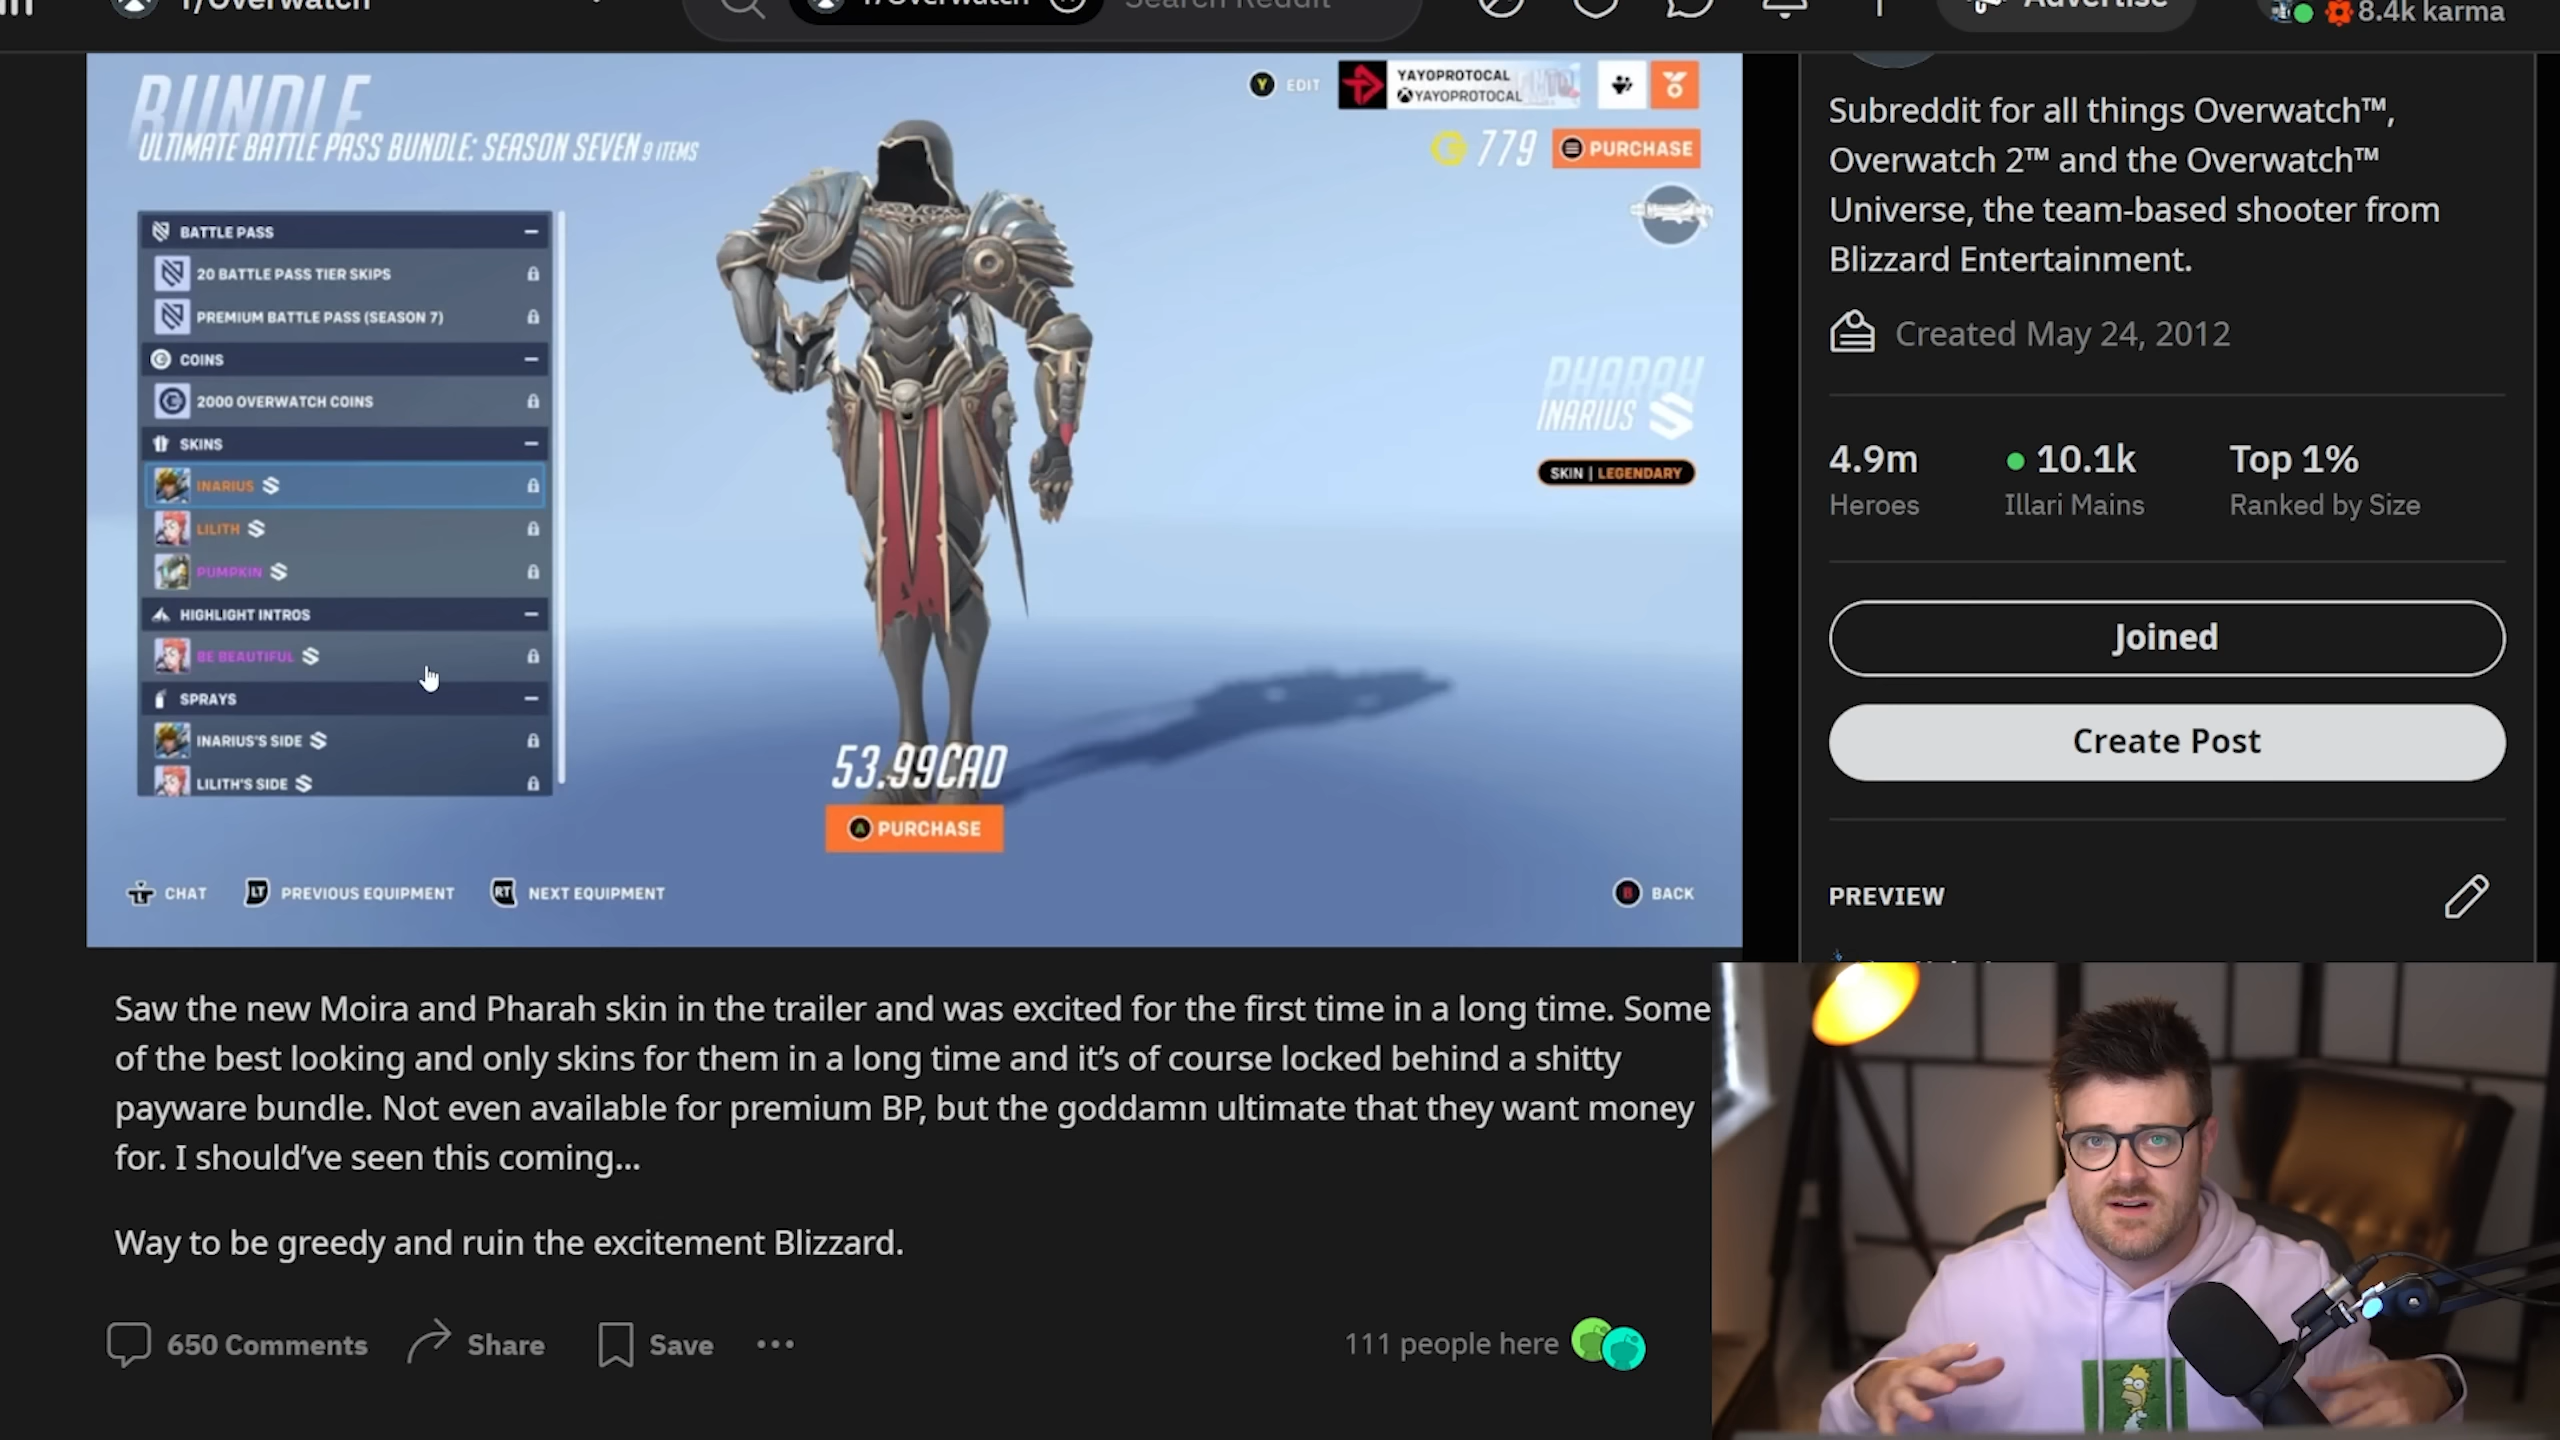 r/Overwatch
r/Overwatch
Search Reddit
Advertise
8.4k karma
BUNDLE
ULTIMATE BATTLE PASS BUNDLE: SEASON SEVEN 9 ITEMS
Y EDIT
YAYOPROTOCAL
YAYOPROTOCAL
779
PURCHASE
BATTLE PASS
20 BATTLE PASS TIER SKIPS
PREMIUM BATTLE PASS (SEASON 7)
COINS
2000 OVERWATCH COINS
SKINS
INARIUS
LILITH
PUMPKIN
HIGHLIGHT INTROS
BE BEAUTIFUL
SPRAYS
INARIUS'S SIDE
LILITH'S SIDE
PHARAH
INARIUS
SKIN | LEGENDARY
53.99CAD
A PURCHASE
L CHAT
LT PREVIOUS EQUIPMENT
RT NEXT EQUIPMENT
B BACK
Saw the new Moira and Pharah skin in the trailer and was excited for the first time in a long time. Some
of the best looking and only skins for them in a long time and it's of course locked behind a shitty
payware bundle. Not even available for premium BP, but the goddamn ultimate that they want money
for. I should've seen this coming...
Way to be greedy and ruin the excitement Blizzard.
650 Comments
Share
Save
111 people here
Subreddit for all things Overwatch™,
Overwatch 2™ and the Overwatch™
Universe, the team-based shooter from
Blizzard Entertainment.
Created May 24, 2012
4.9m
Heroes
10.1k
Illari Mains
Top 1%
Ranked by Size
Joined
Create Post
PREVIEW